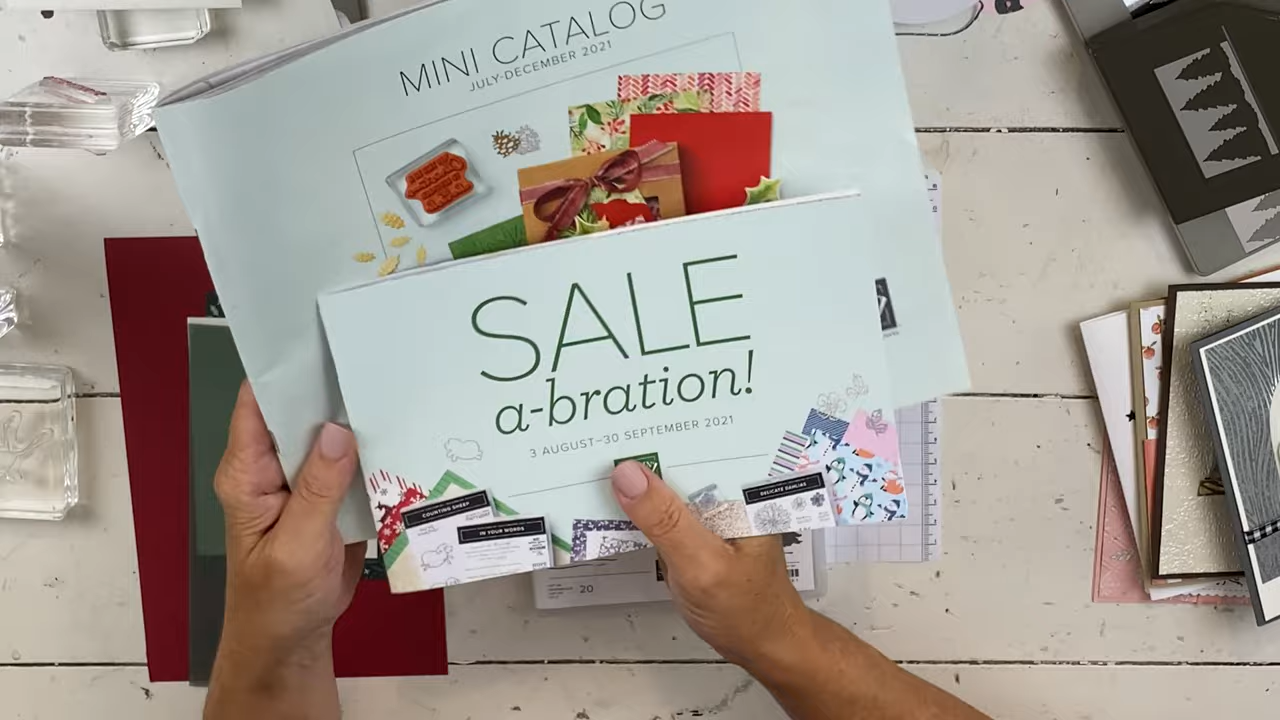 MINI CATALOG
JULY-DECEMBER 2021
SALE
a-bration!
3 AUGUST–30 SEPTEMBER 2021
COUNTING SHEEP
IN YOUR WORDS
DELICATE DAHLIAS
20